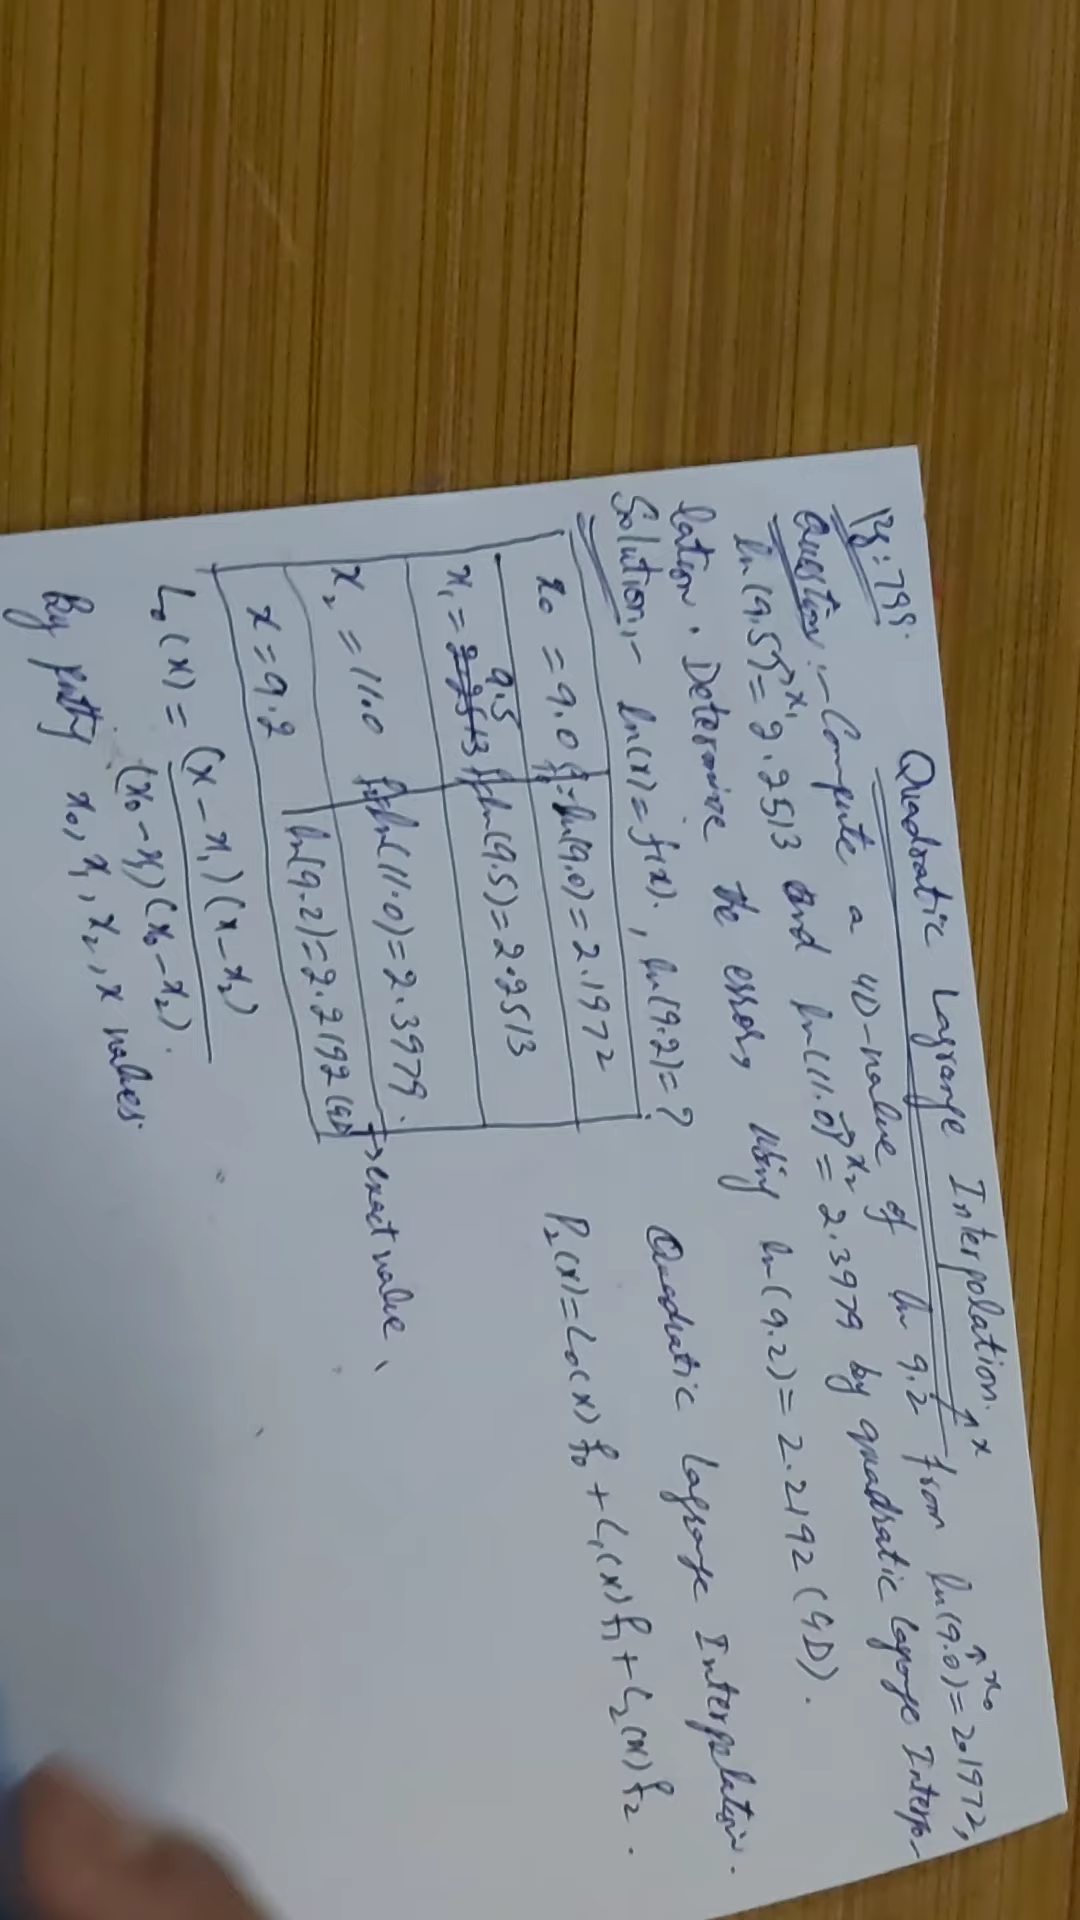 Pg: 799.
Quadratic Lagrange Interpolation.
Question:- Compute a 4D-value of ln 9.2 from ln(9.0) = 2.1972,
↑x ↑x₀
ln(9.5) = 2.2513 and ln(11.0) = 2.3979 by quadratic Lagrange Interpo-
↑x₁ ↑x₂
lation. Determine the error, using ln(9.2) = 2.2192 (4D).
Solution:- ln(x) = f(x), ln(9.2) = ?
Quadratic Lagrange Interpolation.
P₂(x) = L₀(x) f₀ + L₁(x) f₁ + L₂(x) f₂.
x₀ = 9.0 f₀ = ln(9.0) = 2.1972
x₁ = 9.5 f₁ = ln(9.5) = 2.2513
x₂ = 11.0 f₂ = ln(11.0) = 2.3979.
x = 9.2 ln(9.2) = 2.2192 (4D) → exact value
L₀(x) = (x - x₁)(x - x₂)
(x₀ - x₁)(x₀ - x₂).
By putting x₀, x₁, x₂, x values.